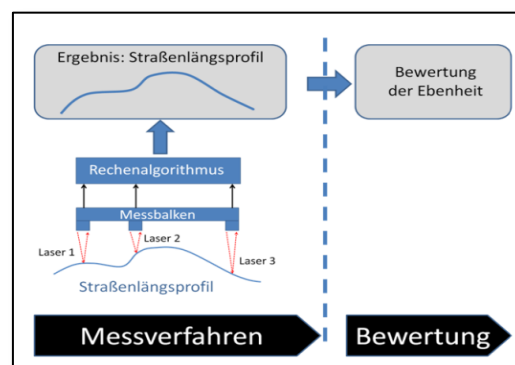 Ergebnis: Straßenlängsprofil
Bewertung
der Ebenheit
Rechenalgorithmus
Messbalken
Laser 1
Laser 2
Laser 3
Straßenlängsprofil
Messverfahren
Bewertung